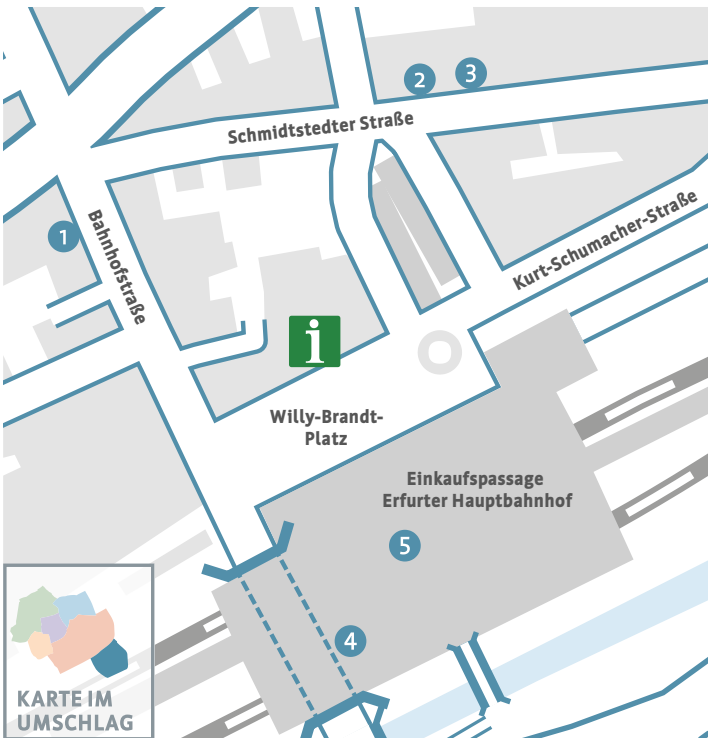 2
3
Schmidtstedter Straße
1
Bahnhofstraße
Kurt-Schumacher-Straße
i
Willy-Brandt-
Platz
Einkaufspassage
Erfurter Hauptbahnhof
5
4
KARTE IM
UMSCHLAG